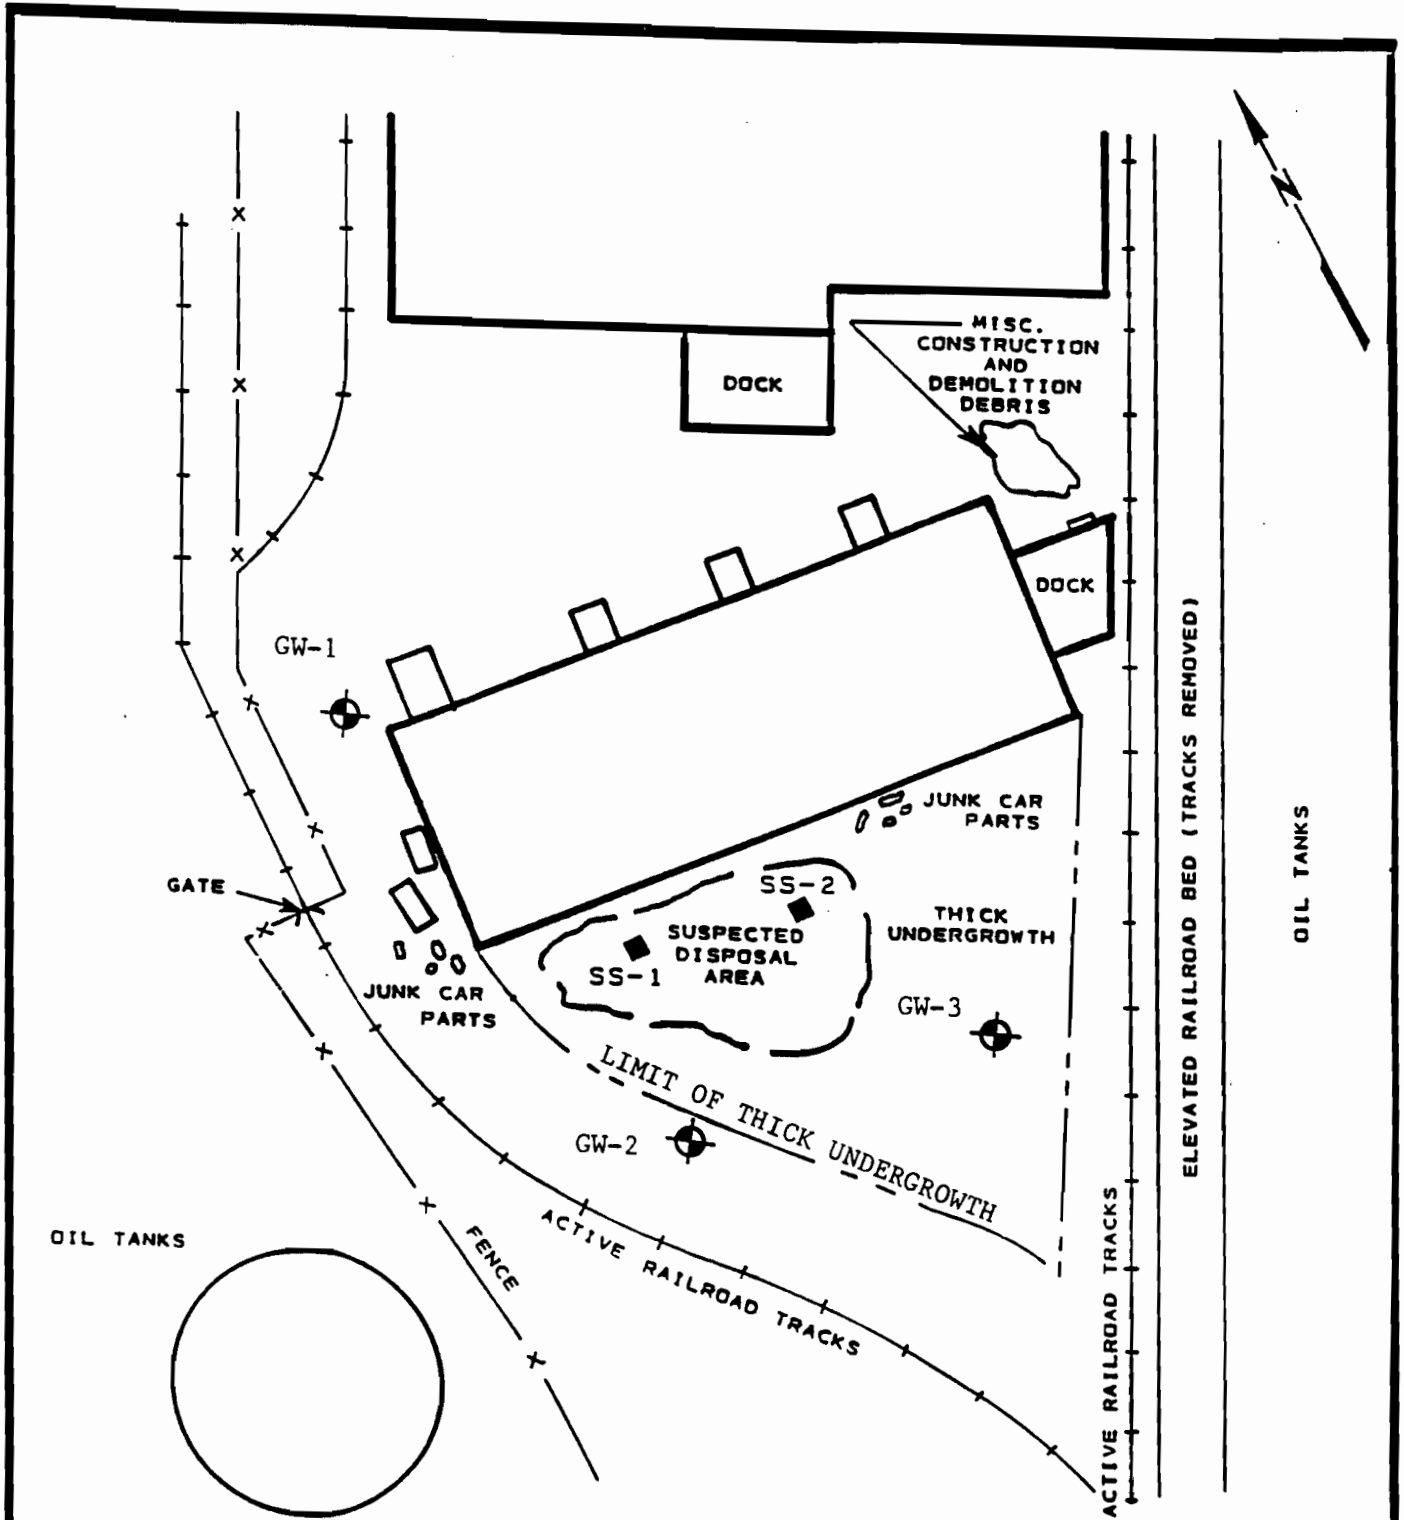 N
MISC.
CONSTRUCTION
AND
DEMOLITION
DEBRIS
DOCK
DOCK
GW-1
ELEVATED RAILROAD BED (TRACKS REMOVED)
JUNK CAR
PARTS
OIL TANKS
GATE
SS-2
THICK
UNDERGROWTH
SUSPECTED
DISPOSAL
AREA
SS-1
JUNK CAR
PARTS
GW-3
LIMIT OF THICK UNDERGROWTH
GW-2
ACTIVE RAILROAD TRACKS
FENCE
OIL TANKS
ACTIVE RAILROAD TRACKS